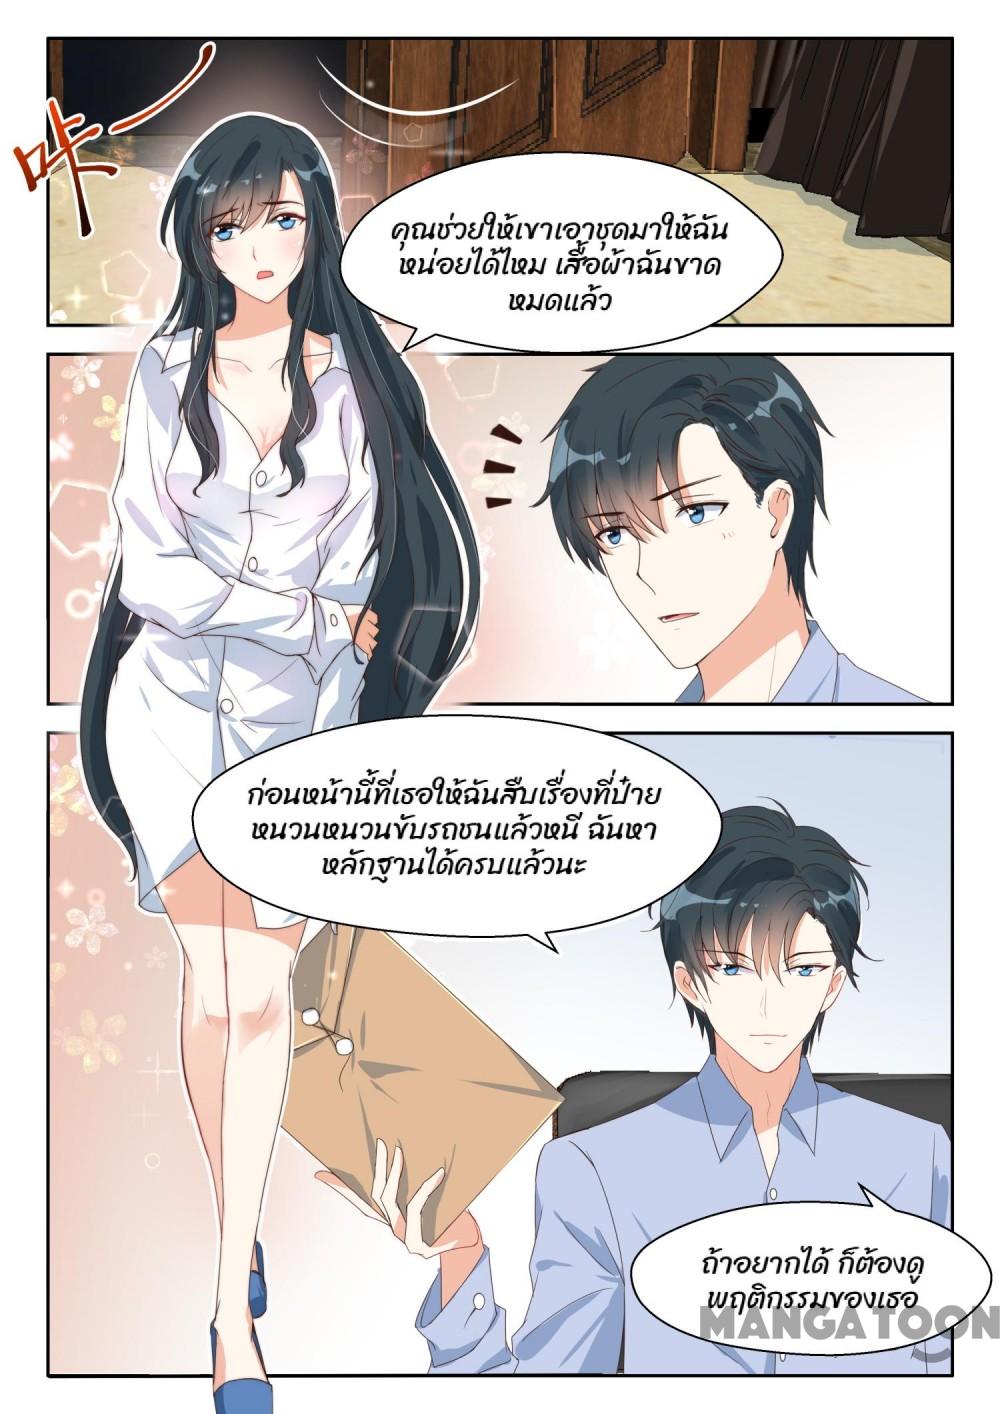 咔
คุณช่วยให้เขาเอาชุดมาให้ฉัน
หน่อยได้ไหม เสื้อผ้าฉันขาด
หมดแล้ว
ก่อนหน้านี้ที่เธอให้ฉันสืบเรื่องที่ป๋าย
หนวนหนวนขับรถชนแล้วหนี ฉันหา
หลักฐานได้ครบแล้วนะ
ถ้าอยากได้ ก็ต้องดู
พฤติกรรมของเธอ
MANGATOON